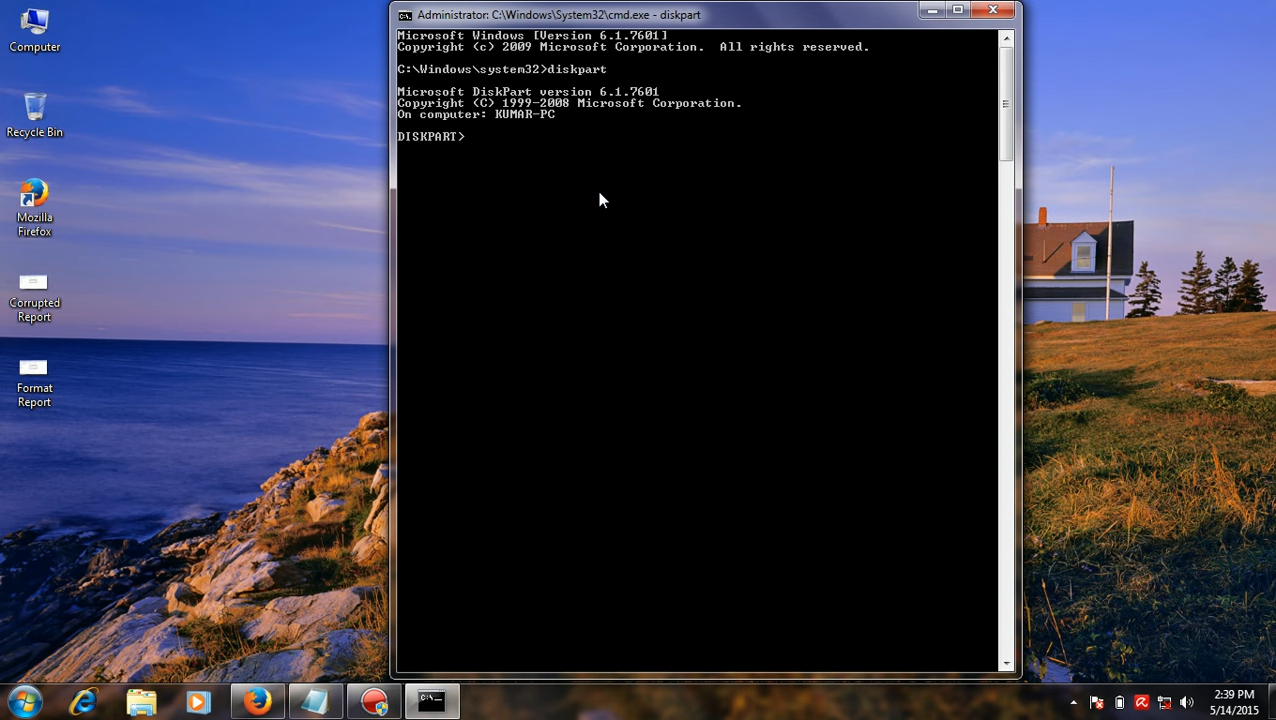 Computer
Recycle Bin
Mozilla
Firefox
Corrupted
Report
Format
Report
C:\.
Administrator: C:\Windows\System32\cmd.exe - diskpart
Microsoft Windows [Version 6.1.7601]
Copyright (c) 2009 Microsoft Corporation.  All rights reserved.
C:\Windows\system32>diskpart
Microsoft DiskPart version 6.1.7601
Copyright (C) 1999-2008 Microsoft Corporation.
On computer: KUMAR-PC
DISKPART>
C:\.
2:39 PM
5/14/2015